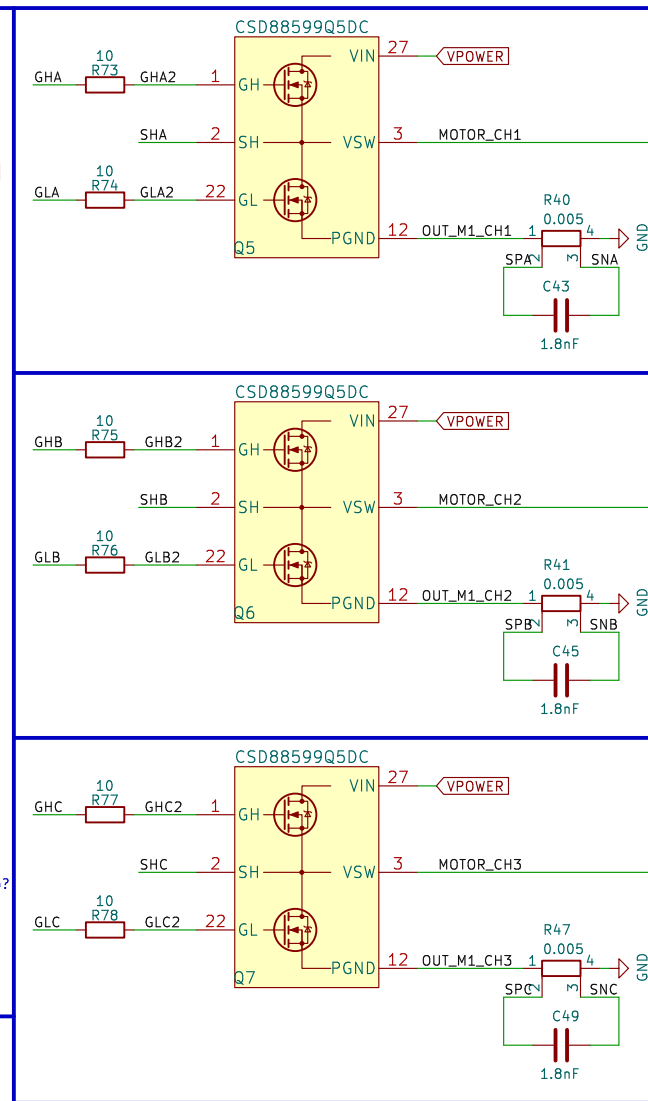 CSD88599Q5DC
10
R73
GHA
GHA2
1
GH
VIN
27
VPOWER
SHA
2
SH
VSW
3
MOTOR_CH1
10
R74
GLA
GLA2
22
GL
PGND
12
OUT_M1_CH1
Q5
R40
0.005
1
4
GND
SPA
2
3
SNA
C43
1.8nF
CSD88599Q5DC
10
R75
GHB
GHB2
1
GH
VIN
27
VPOWER
SHB
2
SH
VSW
3
MOTOR_CH2
10
R76
GLB
GLB2
22
GL
PGND
12
OUT_M1_CH2
Q6
R41
0.005
1
4
GND
SPB
2
3
SNB
C45
1.8nF
CSD88599Q5DC
10
R77
GHC
GHC2
1
GH
VIN
27
VPOWER
SHC
2
SH
VSW
3
MOTOR_CH3
10
R78
GLC
GLC2
22
GL
PGND
12
OUT_M1_CH3
Q7
R47
0.005
1
4
GND
SPC
2
3
SNC
C49
1.8nF